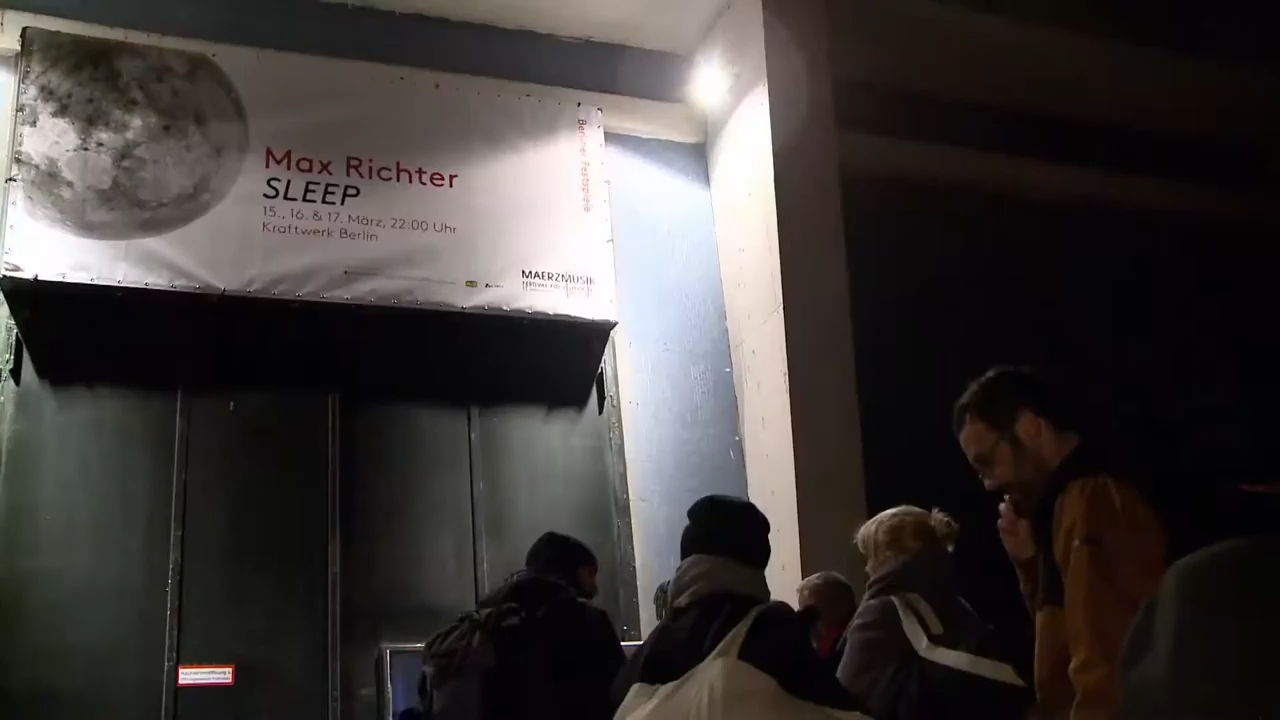 Max Richter
SLEEP
15., 16. & 17. März, 22:00 Uhr
Kraftwerk Berlin
Berliner Festspiele
MAERZMUSIK